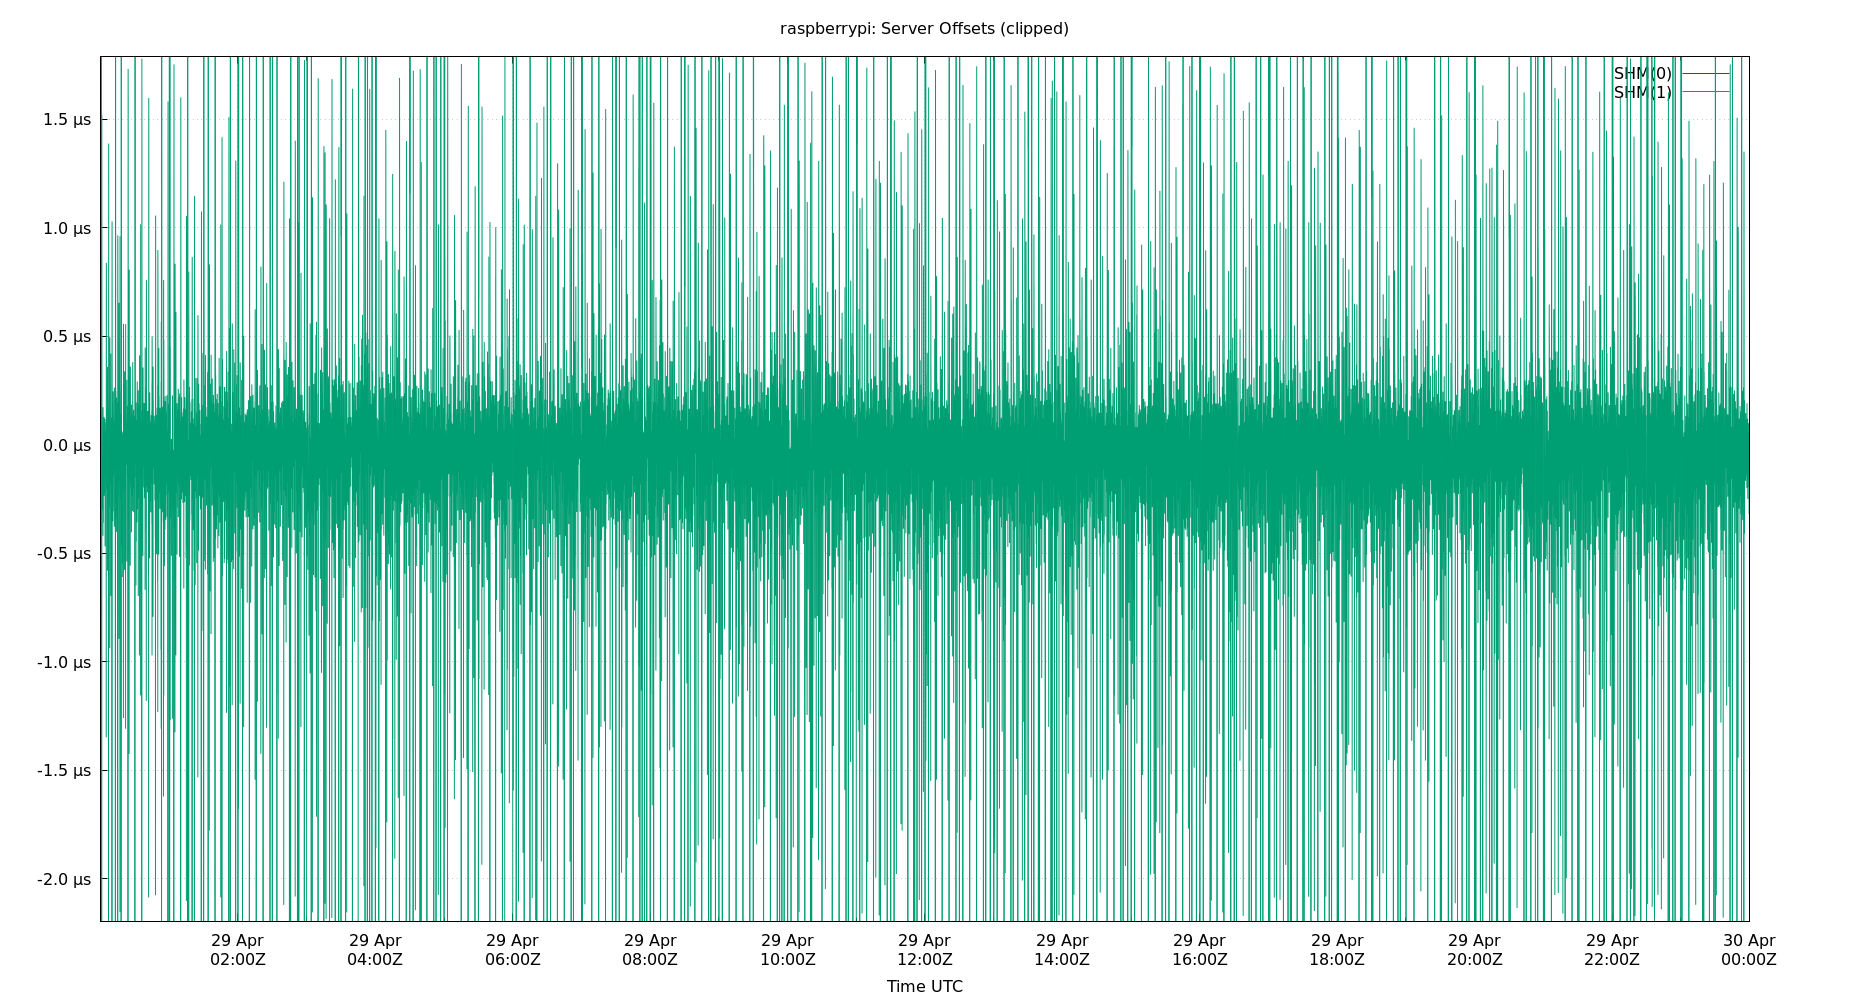 raspberrypi: Server Offsets (clipped)
SHM(0)
SHM(1)
1.5 µs
1.0 µs
0.5 µs
0.0 µs
-0.5 µs
-1.0 µs
-1.5 µs
-2.0 µs
29 Apr 29 Apr 29 Apr 29 Apr 29 Apr 29 Apr 29 Apr 29 Apr 29 Apr 29 Apr 29 Apr 30 Apr
02:00Z 04:00Z 06:00Z 08:00Z 10:00Z 12:00Z 14:00Z 16:00Z 18:00Z 20:00Z 22:00Z 00:00Z
Time UTC